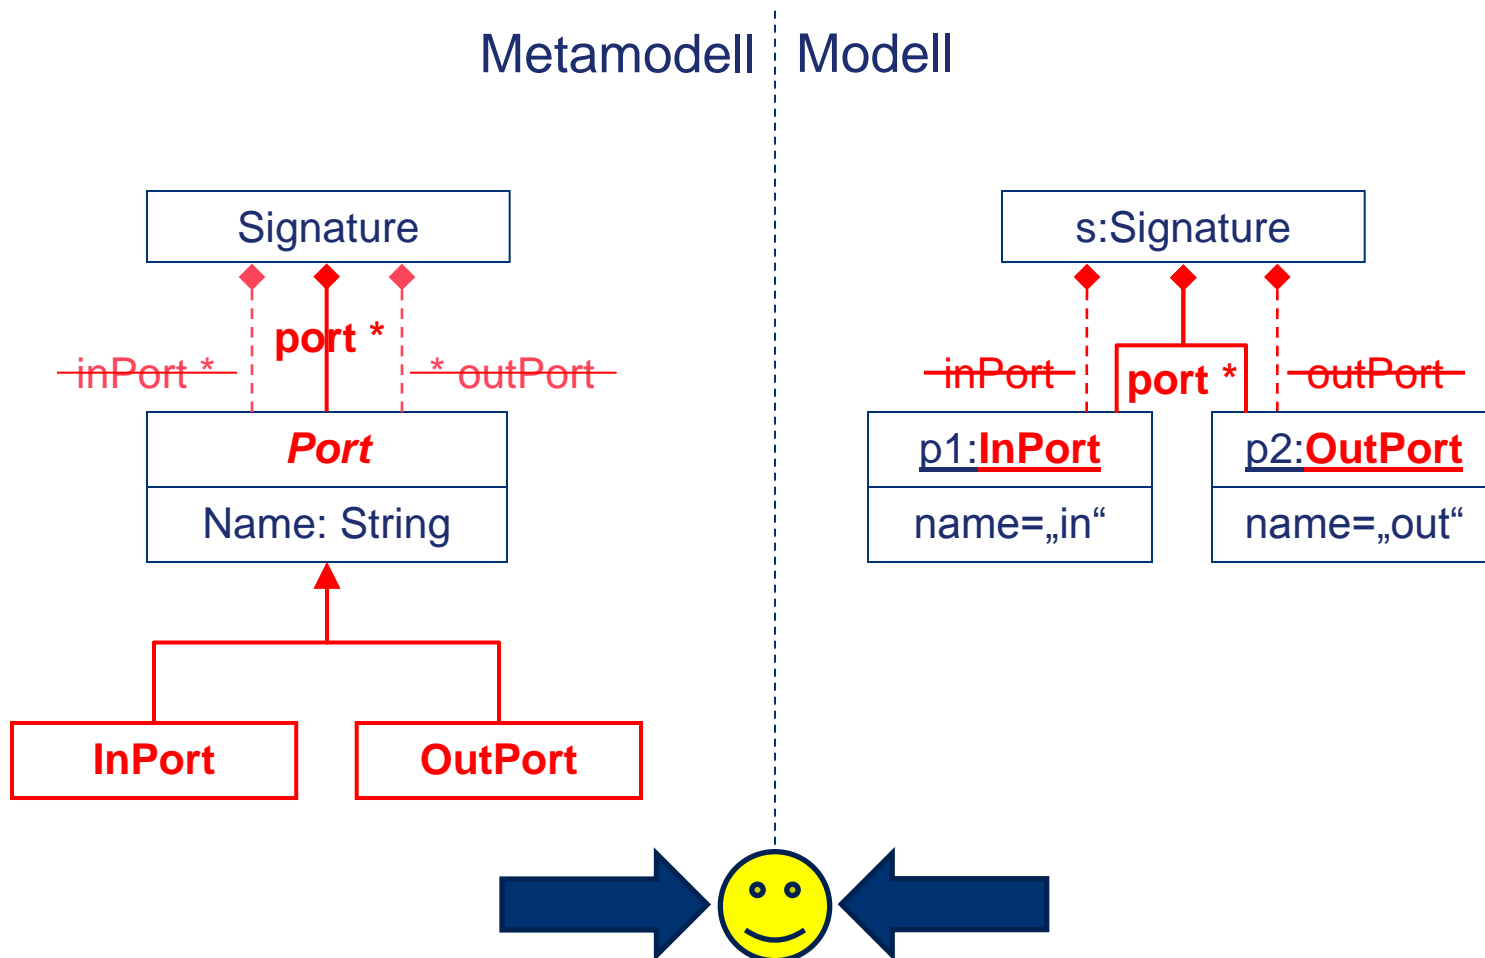 Metamodell
Modell
Signature
port *
inPort *
* outPort
Port
Name: String
InPort
OutPort
s:Signature
inPort
port *
outPort
p1:InPort
p2:OutPort
name=„in“
name=„out“